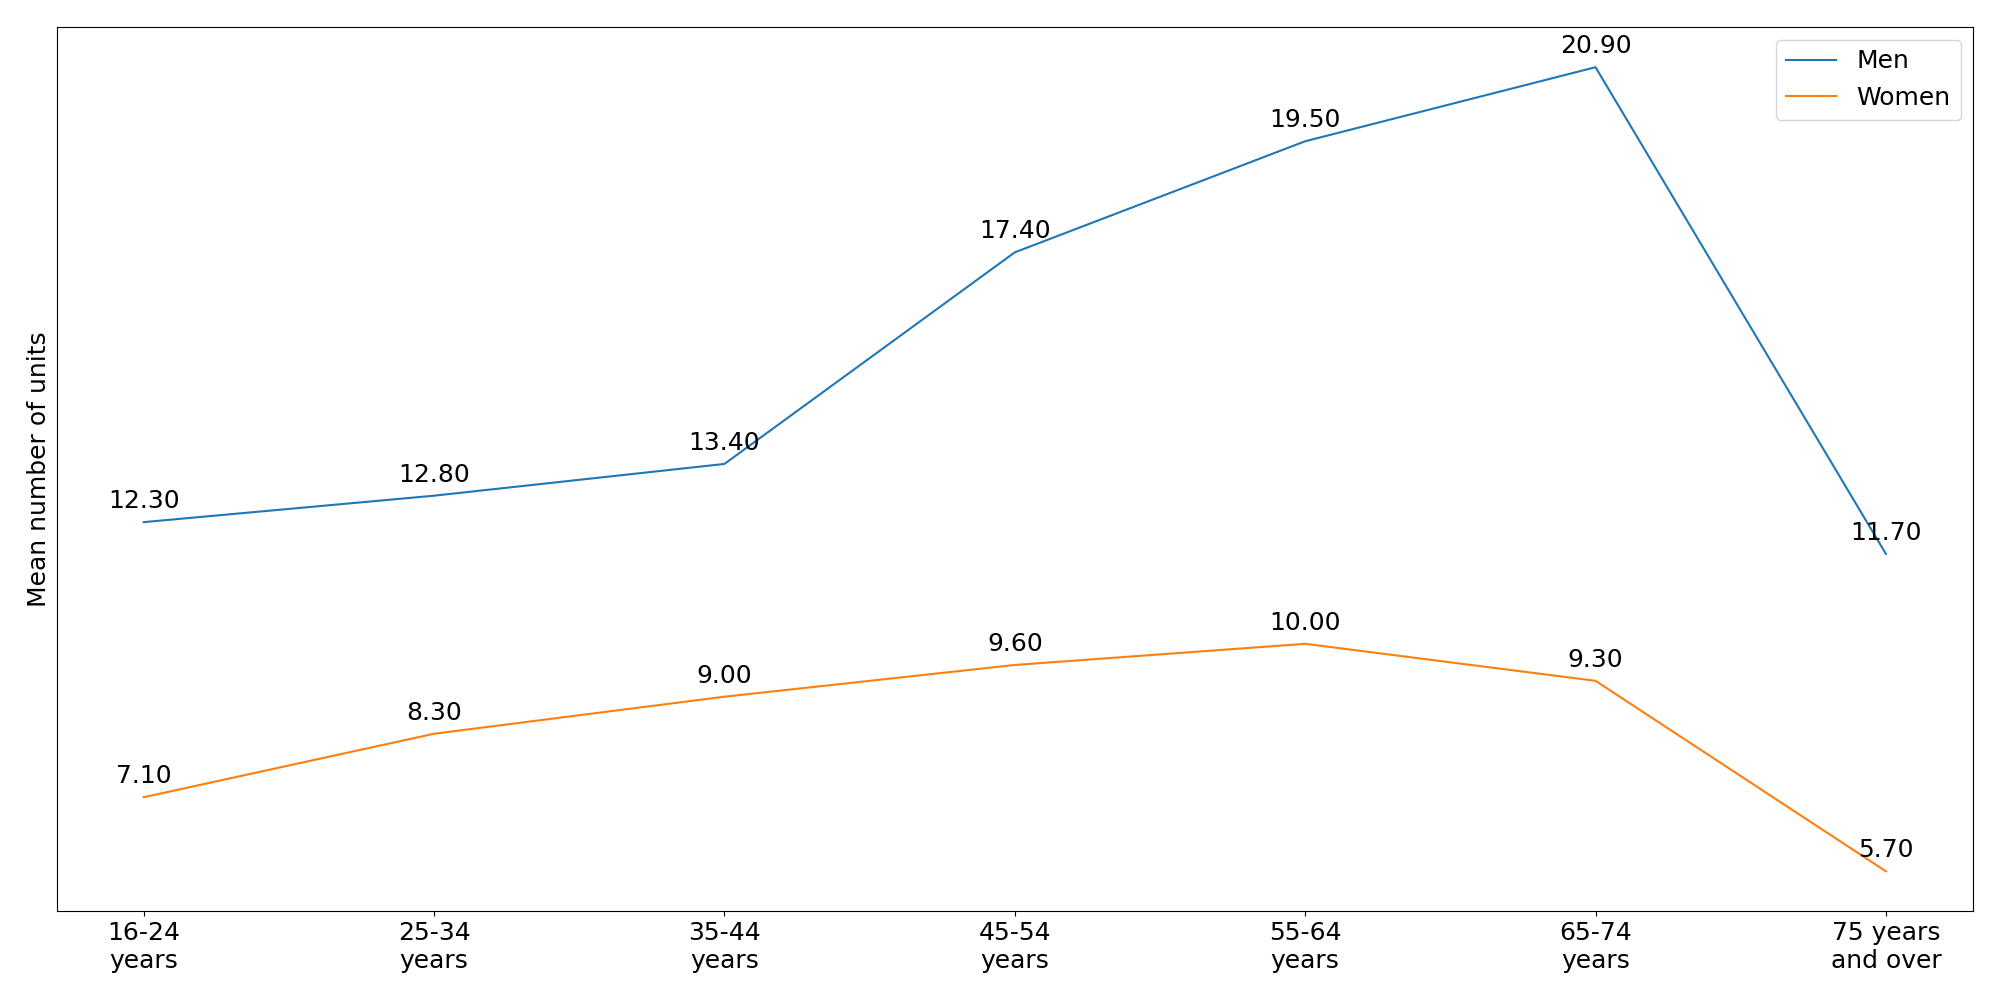 20.90
Men
Women
19.50
17.40
13.40
12.80
12.30
11.70
10.00
9.60
9.30
9.00
8.30
7.10
5.70
Mean number of units
16-24
years
25-34
years
35-44
years
45-54
years
55-64
years
65-74
years
75 years
and over